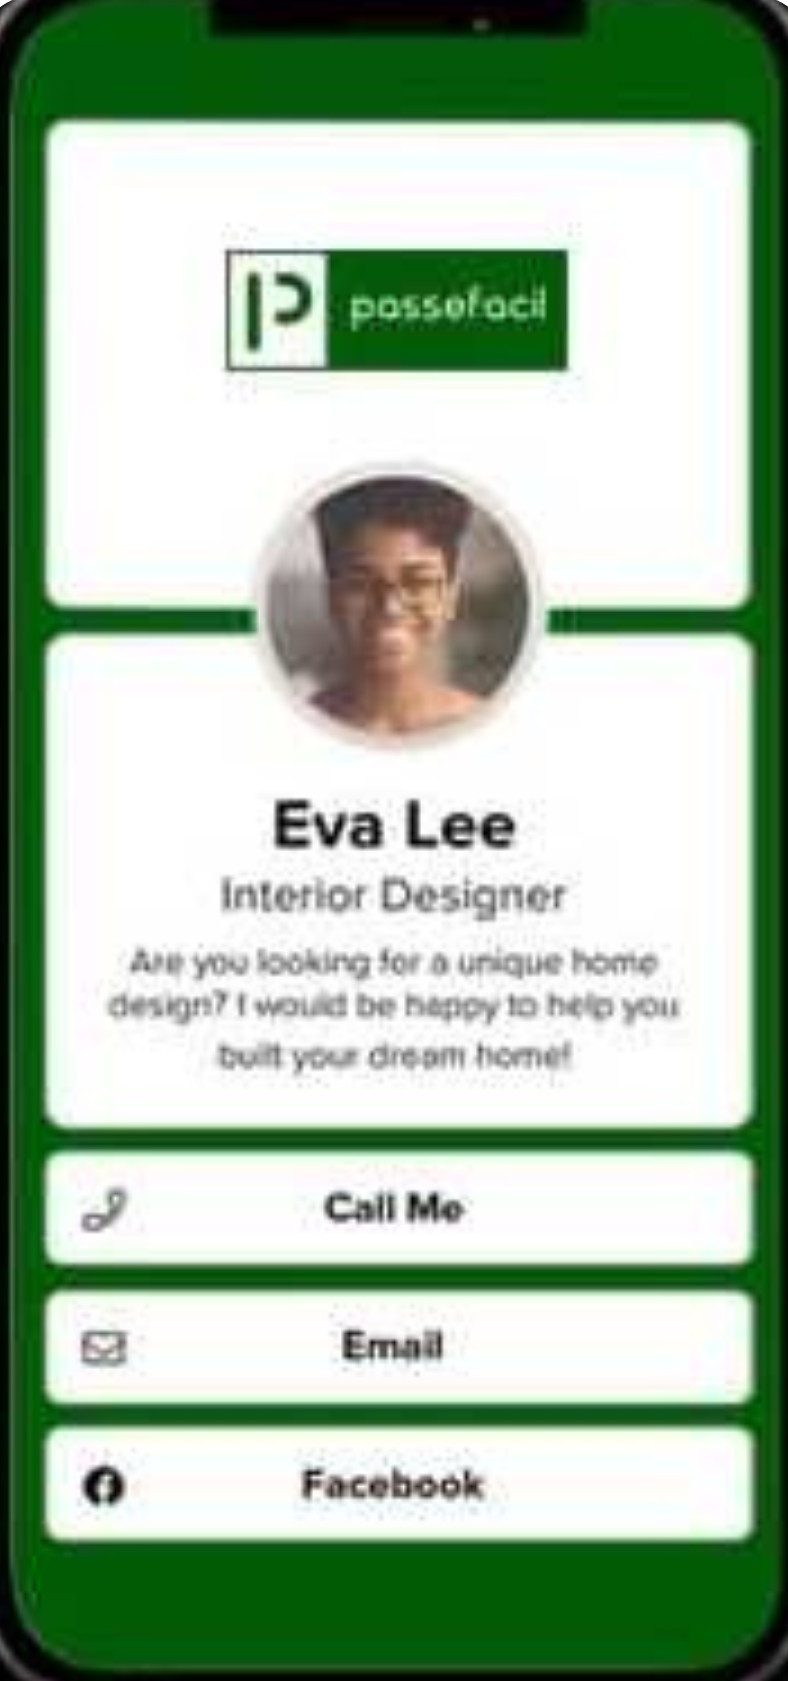 passefacil
Eva Lee
Interior Designer
Are you looking for a unique home
design? I would be happy to help you
built your dream home!
Call Me
Email
Facebook